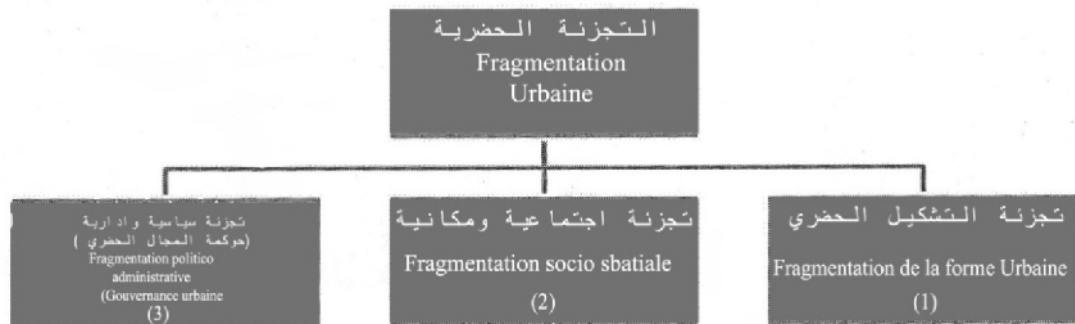 التجزئة الحضرية
Fragmentation
Urbaine
تجزئة التشكيل الحضري
Fragmentation de la forme Urbaine
(1)
تجزئة اجتماعية ومكانية
Fragmentation socio sbatiale
(2)
تجزئة سياسية وادارية
(حوكمة المجال الحضري )
Fragmentation politico
administrative
(Gouvernance urbaine
(3)